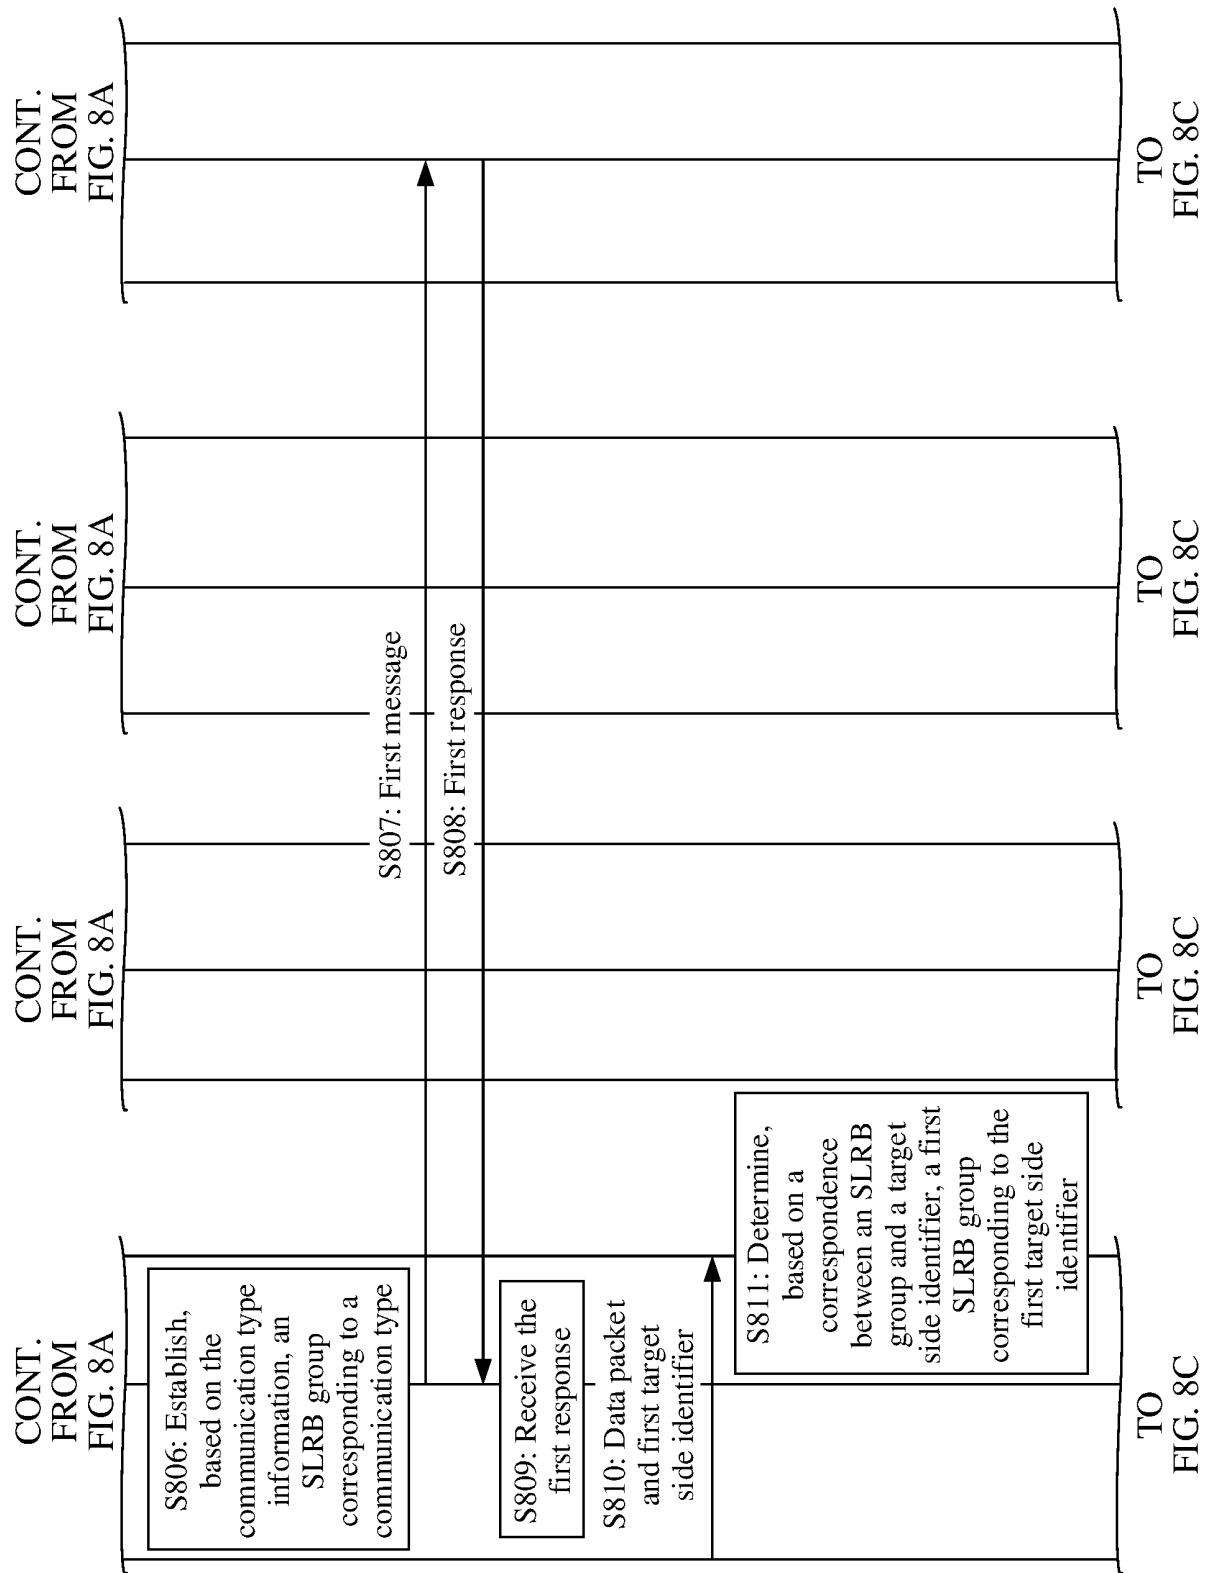 CONT.
FROM
FIG. 8A
CONT.
FROM
FIG. 8A
CONT.
FROM
FIG. 8A
CONT.
FROM
FIG. 8A
S806: Establish,
based on the
communication type
information, an
SLRB group
corresponding to a
communication type
S807: First message
S808: First response
S809: Receive the
first response
S810: Data packet
and first target
side identifier
S811: Determine,
based on a
correspondence
between an SLRB
group and a target
side identifier, a first
SLRB group
corresponding to the
first target side
identifier
TO
FIG. 8C
TO
FIG. 8C
TO
FIG. 8C
TO
FIG. 8C